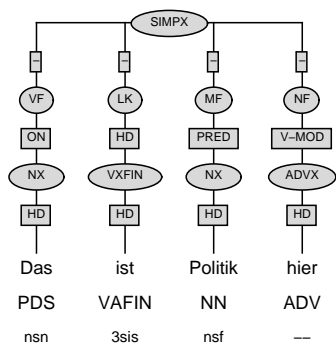 SIMPX
– – – –
VF LK MF NF
ON HD PRED V–MOD
NX VXFIN NX ADVX
HD HD HD HD
Das ist Politik hier
PDS VAFIN NN ADV
nsn 3sis nsf −−